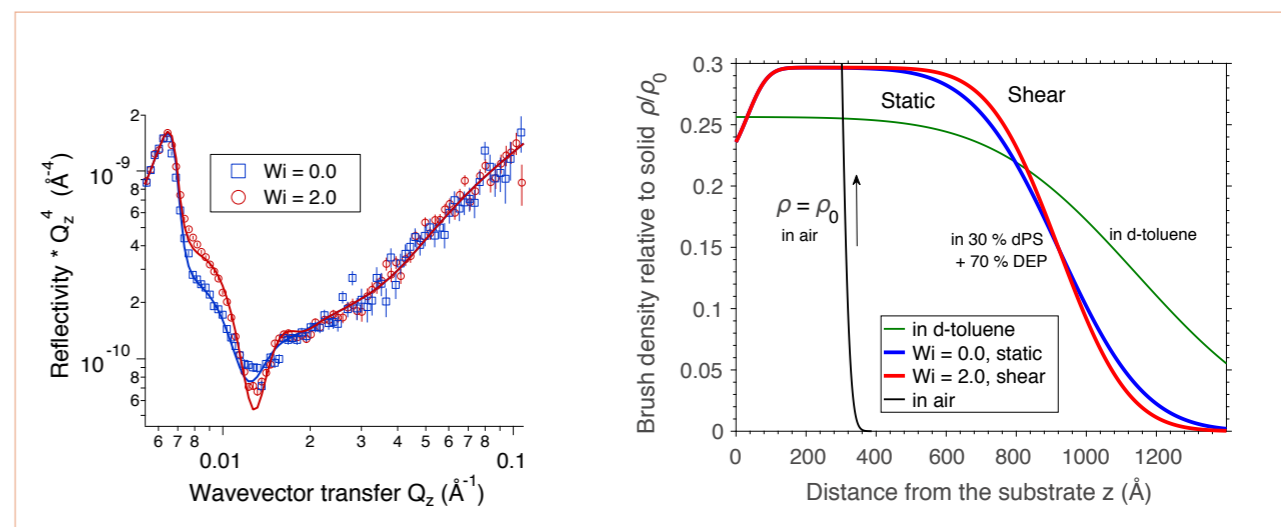 Reflectivity * Q_z^4 (Å^-4)
2
10^-9
8
6
4
2
10^-10
8
6
Wi = 0.0
Wi = 2.0
6 7 8 2 3 4 5 6 7 8
0.01 0.1
Wavevector transfer Q_z (Å^-1)
Brush density relative to solid ρ/ρ_0
0.3
0.25
0.2
0.15
0.1
0.05
0
Static
Shear
ρ = ρ_0
in air
in 30 % dPS
+ 70 % DEP
in d-toluene
in d-toluene
Wi = 0.0, static
Wi = 2.0, shear
in air
0 200 400 600 800 1000 1200
Distance from the substrate z (Å)